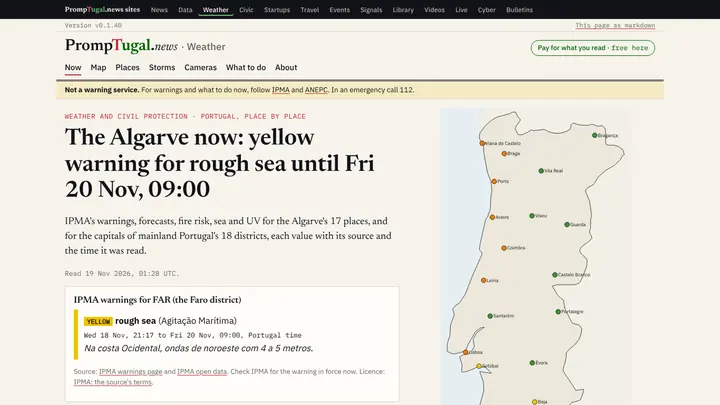 PrompTugal.news sites News Data Weather Civic Startups Travel Events Signals Library Videos Live Cyber Bulletins
Version v0.1.40 This page as markdown
PrompTugal.news · Weather
Pay for what you read · free here
Now Map Places Storms Cameras What to do About
Not a warning service. For warnings and what to do now, follow IPMA and ANEPC. In an emergency call 112.
WEATHER AND CIVIL PROTECTION · PORTUGAL, PLACE BY PLACE
The Algarve now: yellow
warning for rough sea until Fri
20 Nov, 09:00
IPMA's warnings, forecasts, fire risk, sea and UV for the Algarve's 17 places, and
for the capitals of mainland Portugal's 18 districts, each value with its source and
the time it was read.
Read 19 Nov 2026, 01:28 UTC.
IPMA warnings for FAR (the Faro district)
YELLOW rough sea (Agitação Marítima)
Wed 18 Nov, 21:17 to Fri 20 Nov, 09:00, Portugal time
Na costa Ocidental, ondas de noroeste com 4 a 5 metros.
Source: IPMA warnings page and IPMA open data. Check IPMA for the warning in force now. Licence:
IPMA: the source's terms.
Bragança
Viana do Castelo
Braga
Vila Real
Porto
Aveiro
Viseu
Guarda
Coimbra
Castelo Branco
Leiria
Portalegre
Santarém
Lisboa
Évora
Setúbal
Beja